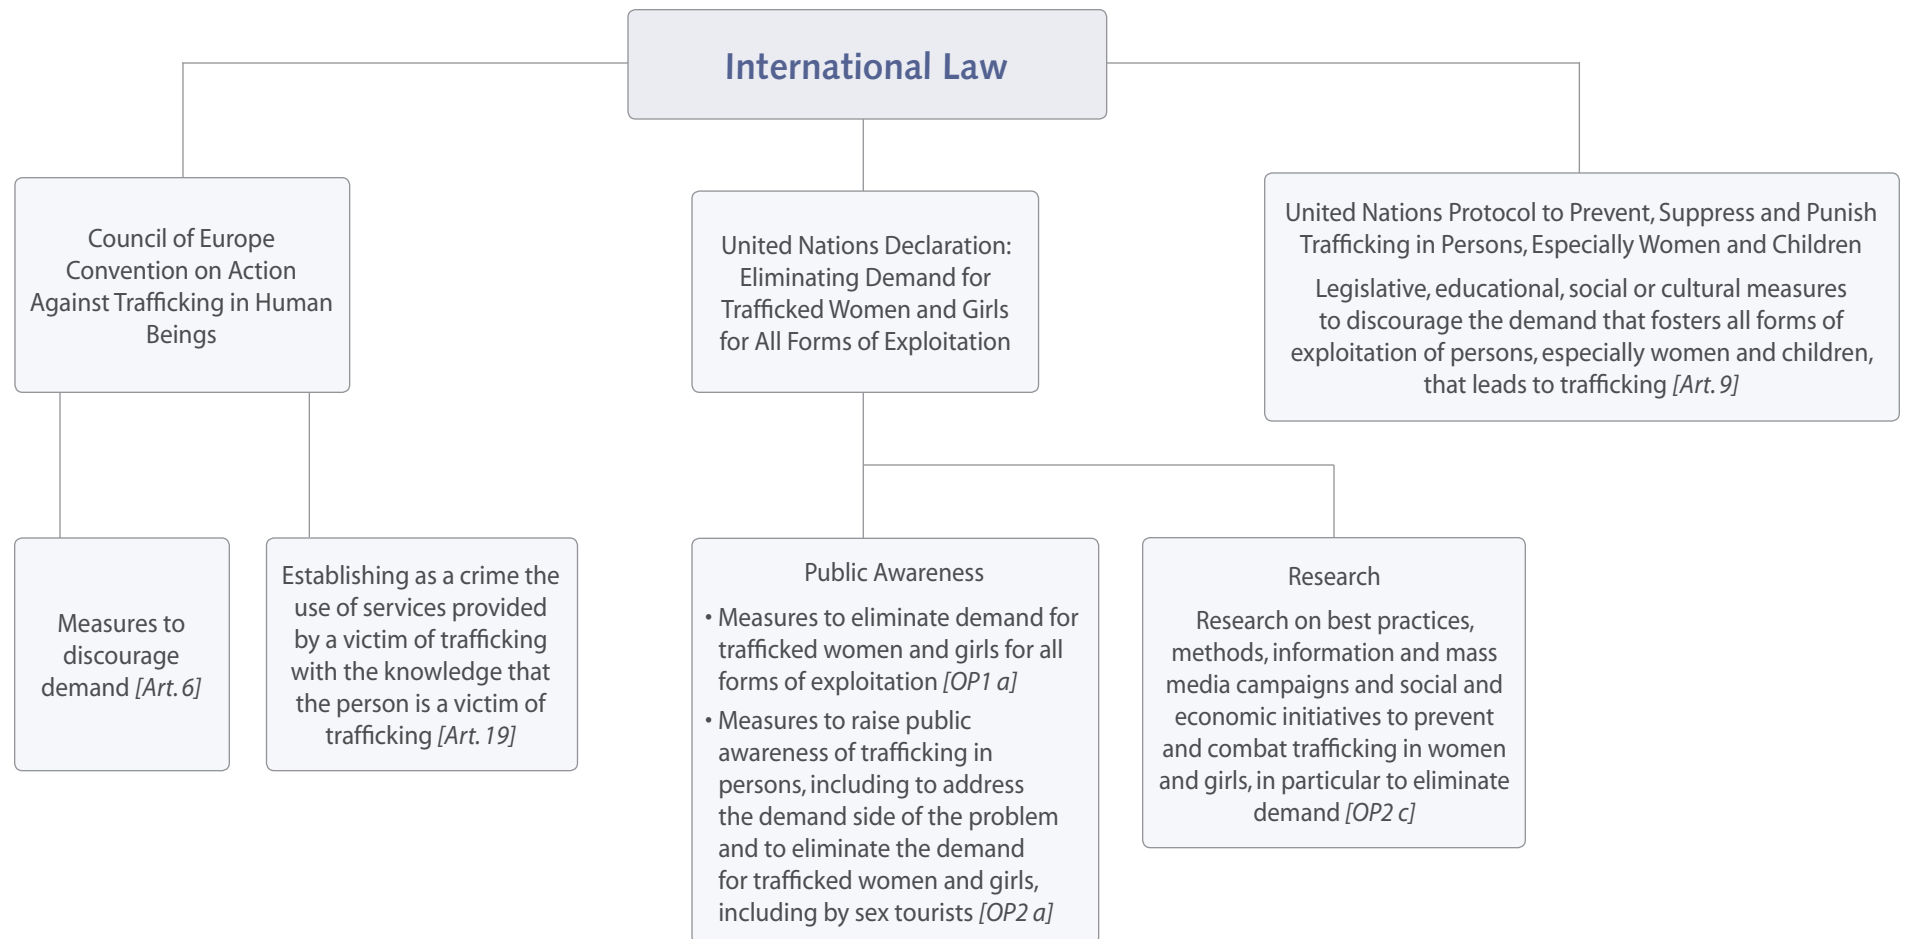 International Law
Council of Europe
Convention on Action
Against Trafficking in Human
Beings
United Nations Declaration:
Eliminating Demand for
Trafficked Women and Girls
for All Forms of Exploitation
United Nations Protocol to Prevent, Suppress and Punish
Trafficking in Persons, Especially Women and Children
Legislative, educational, social or cultural measures
to discourage the demand that fosters all forms of
exploitation of persons, especially women and children,
that leads to trafficking [Art. 9]
Measures to
discourage
demand [Art. 6]
Establishing as a crime the
use of services provided
by a victim of trafficking
with the knowledge that
the person is a victim of
trafficking [Art. 19]
Public Awareness
• Measures to eliminate demand for
trafficked women and girls for all
forms of exploitation [OP1 a]
• Measures to raise public
awareness of trafficking in
persons, including to address
the demand side of the problem
and to eliminate the demand
for trafficked women and girls,
including by sex tourists [OP2 a]
Research
Research on best practices,
methods, information and mass
media campaigns and social and
economic initiatives to prevent
and combat trafficking in women
and girls, in particular to eliminate
demand [OP2 c]